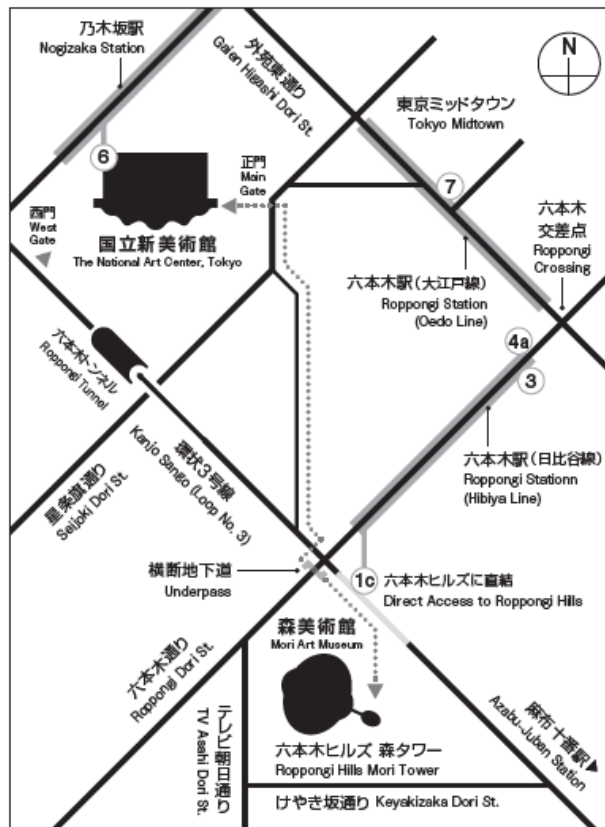 乃木坂駅
Nogizaka Station
外苑東通り
Gaien Higashi Dori St.
N
東京ミッドタウン
Tokyo Midtown
6
正門
Main
Gate
7
六本木
交差点
Roppongi
Crossing
西門
West
Gate
国立新美術館
The National Art Center, Tokyo
六本木駅（大江戸線）
Roppongi Station
(Oedo Line)
4a
3
六本木トンネル
Roppongi Tunnel
環状3号線
Kanjo Sango (Loop No. 3)
六本木駅（日比谷線）
Roppongi Stationn
(Hibiya Line)
星条旗通り
Seijoki Dori St.
横断地下道
Underpass
1c
六本木ヒルズに直結
Direct Access to Roppongi Hills
森美術館
Mori Art Museum
六本木通り
Roppongi Dori St.
テレビ朝日通り
TV Asahi Dori St.
六本木ヒルズ 森タワー
Roppongi Hills Mori Tower
麻布十番駅
Azabu-Juban Station
けやき坂通り Keyakizaka Dori St.